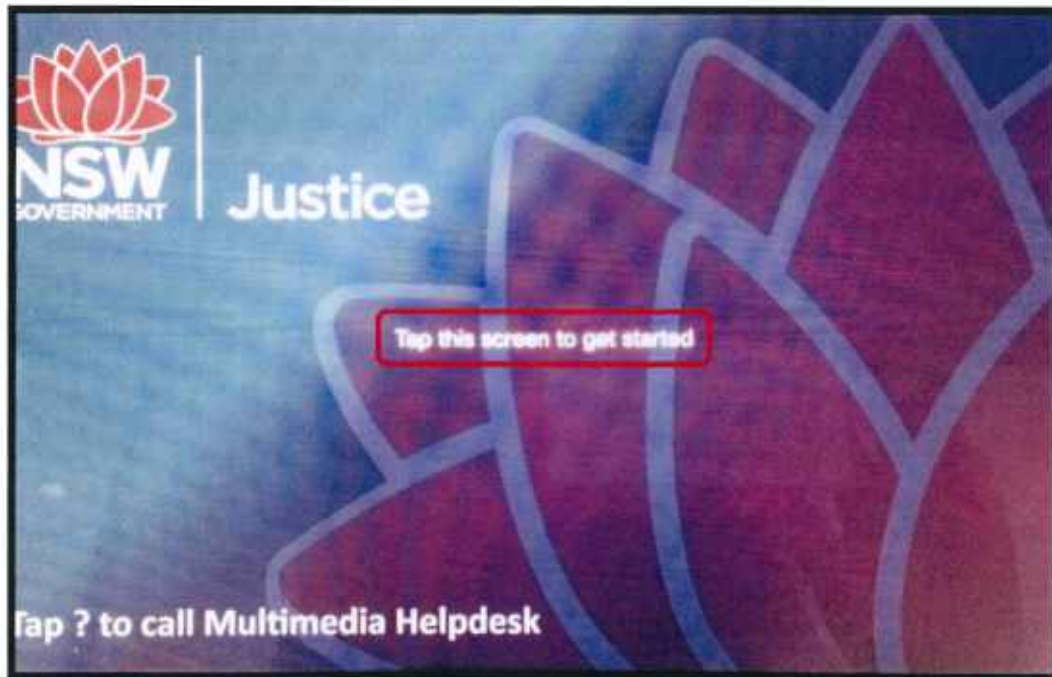 NSW
GOVERNMENT
Justice
Tap this screen to get started
Tap ? to call Multimedia Helpdesk